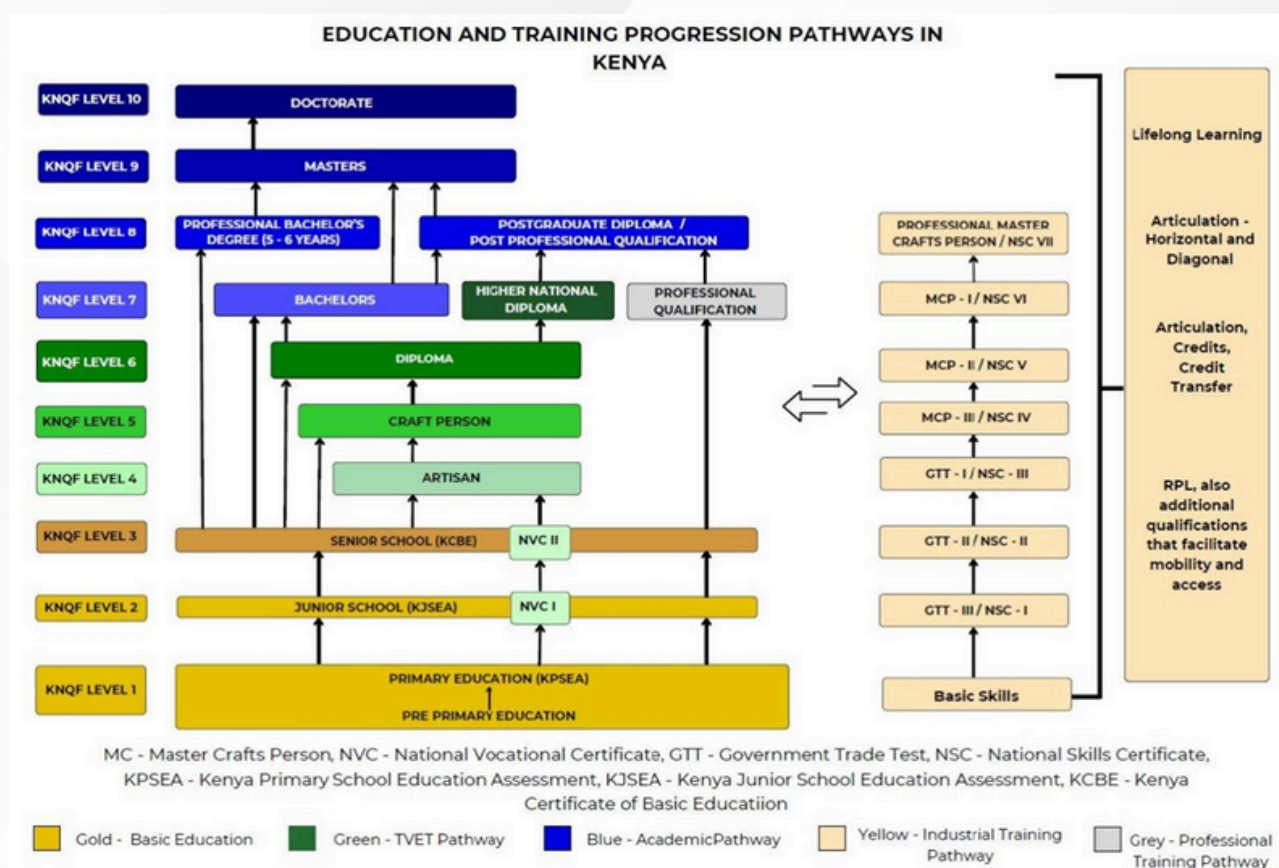 EDUCATION AND TRAINING PROGRESSION PATHWAYS IN
KENYA
KNQF LEVEL 10
DOCTORATE
KNQF LEVEL 9
MASTERS
KNQF LEVEL 8
PROFESSIONAL BACHELOR'S
DEGREE (5 - 6 YEARS)
POSTGRADUATE DIPLOMA /
POST PROFESSIONAL QUALIFICATION
KNQF LEVEL 7
BACHELORS
HIGHER NATIONAL
DIPLOMA
PROFESSIONAL
QUALIFICATION
KNQF LEVEL 6
DIPLOMA
KNQF LEVEL 5
CRAFT PERSON
KNQF LEVEL 4
ARTISAN
KNQF LEVEL 3
SENIOR SCHOOL (KCBE)
NVC II
KNQF LEVEL 2
JUNIOR SCHOOL (KJSEA)
NVC I
KNQF LEVEL 1
PRIMARY EDUCATION (KPSEA)
PRE PRIMARY EDUCATION
PROFESSIONAL MASTER
CRAFTS PERSON / NSC VII
MCP - I / NSC VI
MCP - II / NSC V
MCP - III / NSC IV
GTT - I / NSC - III
GTT - II / NSC - II
GTT - III / NSC - I
Basic Skills
Lifelong Learning
Articulation -
Horizontal and
Diagonal
Articulation,
Credits,
Credit
Transfer
RPL, also
additional
qualifications
that facilitate
mobility and
access
MC - Master Crafts Person, NVC - National Vocational Certificate, GTT - Government Trade Test, NSC - National Skills Certificate,
KPSEA - Kenya Primary School Education Assessment, KJSEA - Kenya Junior School Education Assessment, KCBE - Kenya
Certificate of Basic Educatiion
Gold - Basic Education
Green - TVET Pathway
Blue - AcademicPathway
Yellow - Industrial Training
Pathway
Grey - Professional
Training Pathway